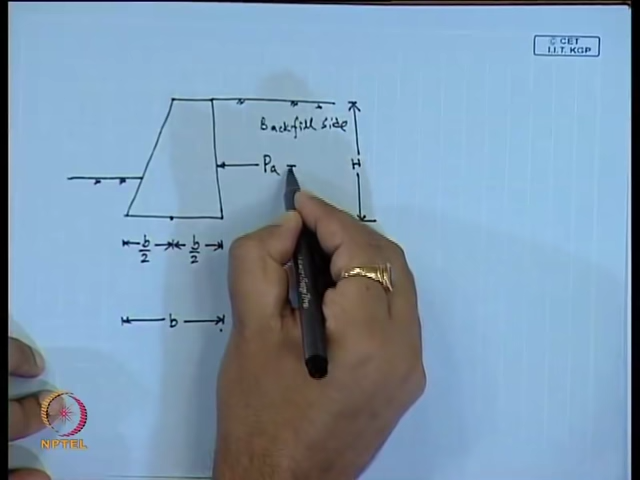 © CET
I.I.T. KGP
Backfill side
Pa
H
b/2 b/2
b
NPTEL